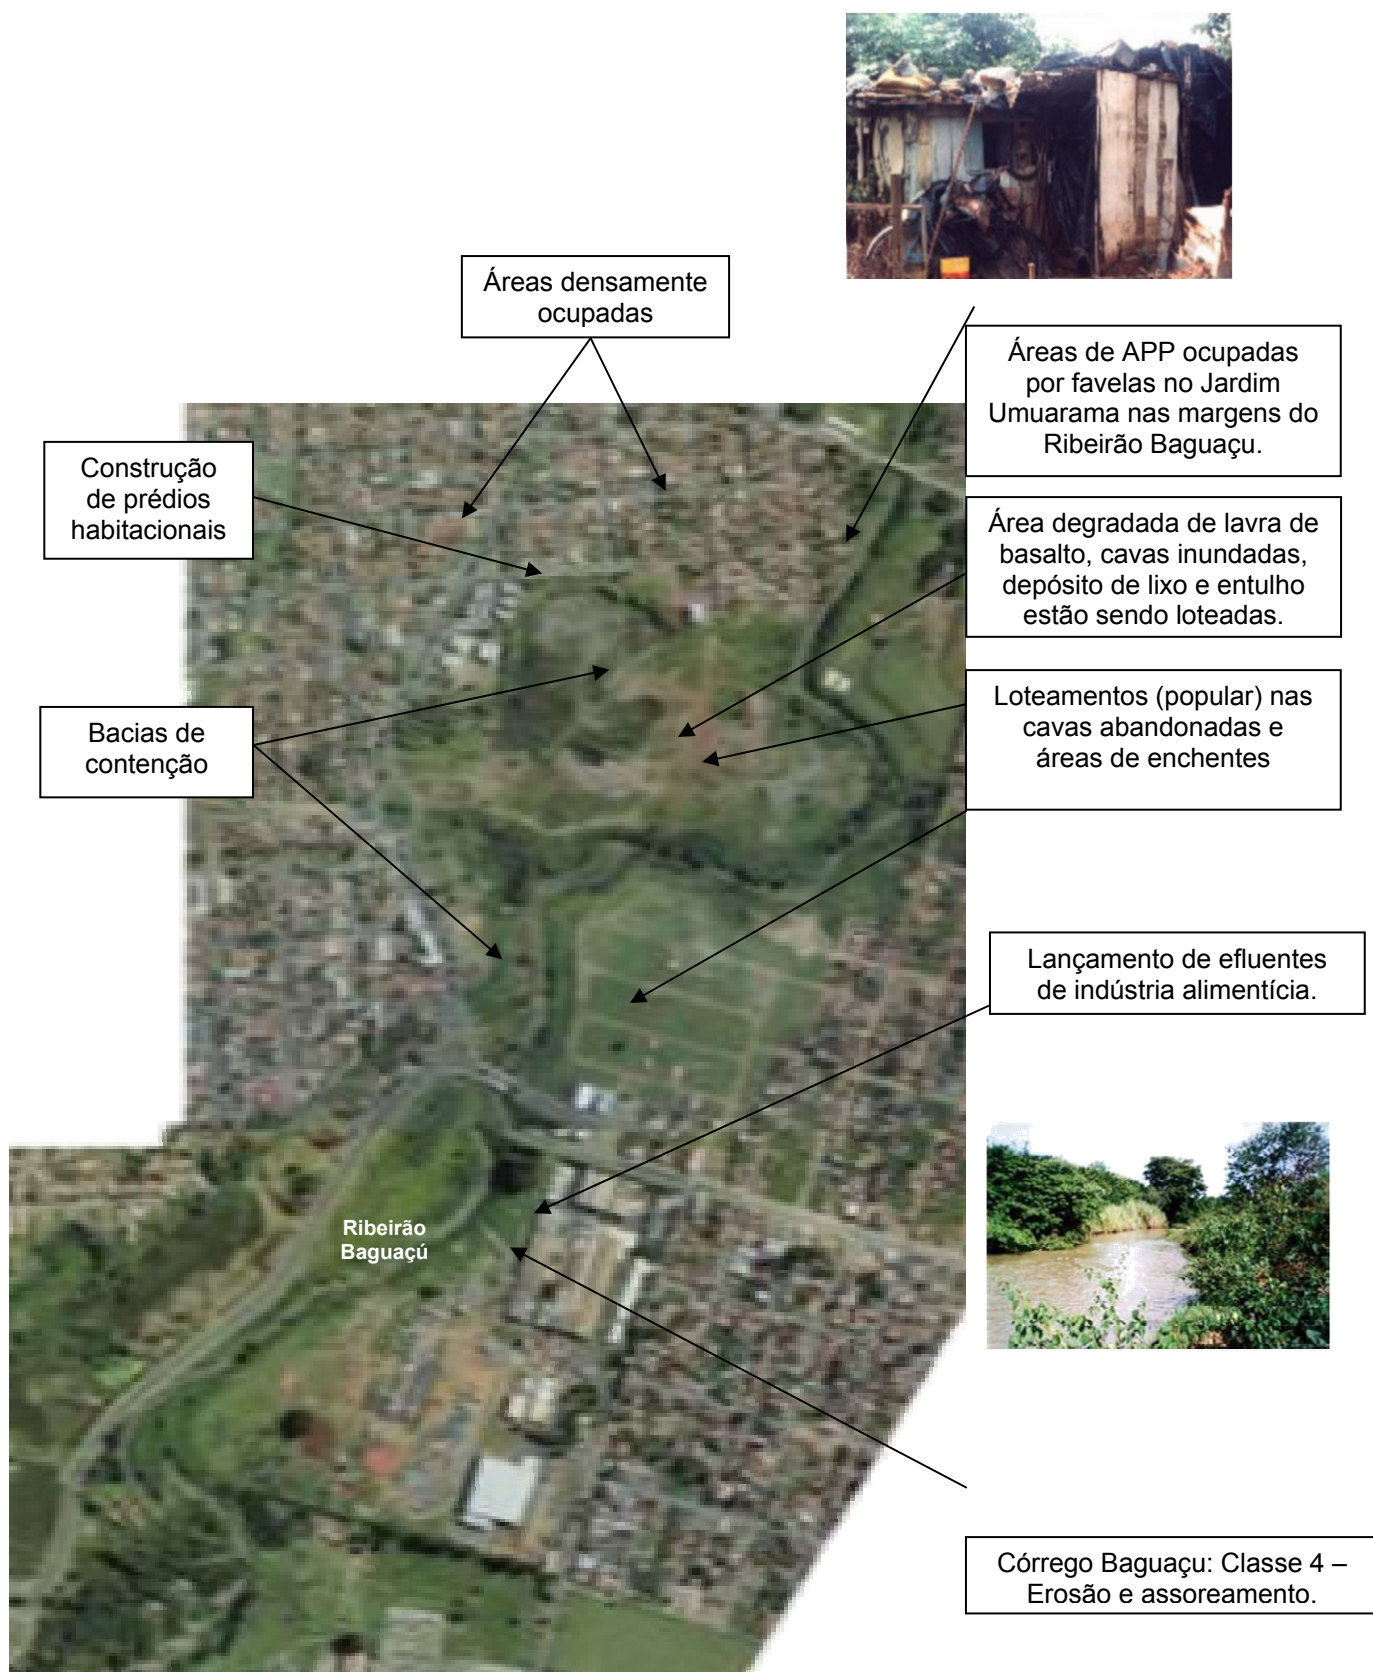 Áreas densamente
ocupadas
Áreas de APP ocupadas
por favelas no Jardim
Umuarama nas margens do
Ribeirão Baguaçu.
Construção
de prédios
habitacionais
Área degradada de lavra de
basalto, cavas inundadas,
depósito de lixo e entulho
estão sendo loteadas.
Bacias de
contenção
Loteamentos (popular) nas
cavas abandonadas e
áreas de enchentes
Lançamento de efluentes
de indústria alimentícia.
Ribeirão
Baguaçú
Córrego Baguaçu: Classe 4 –
Erosão e assoreamento.